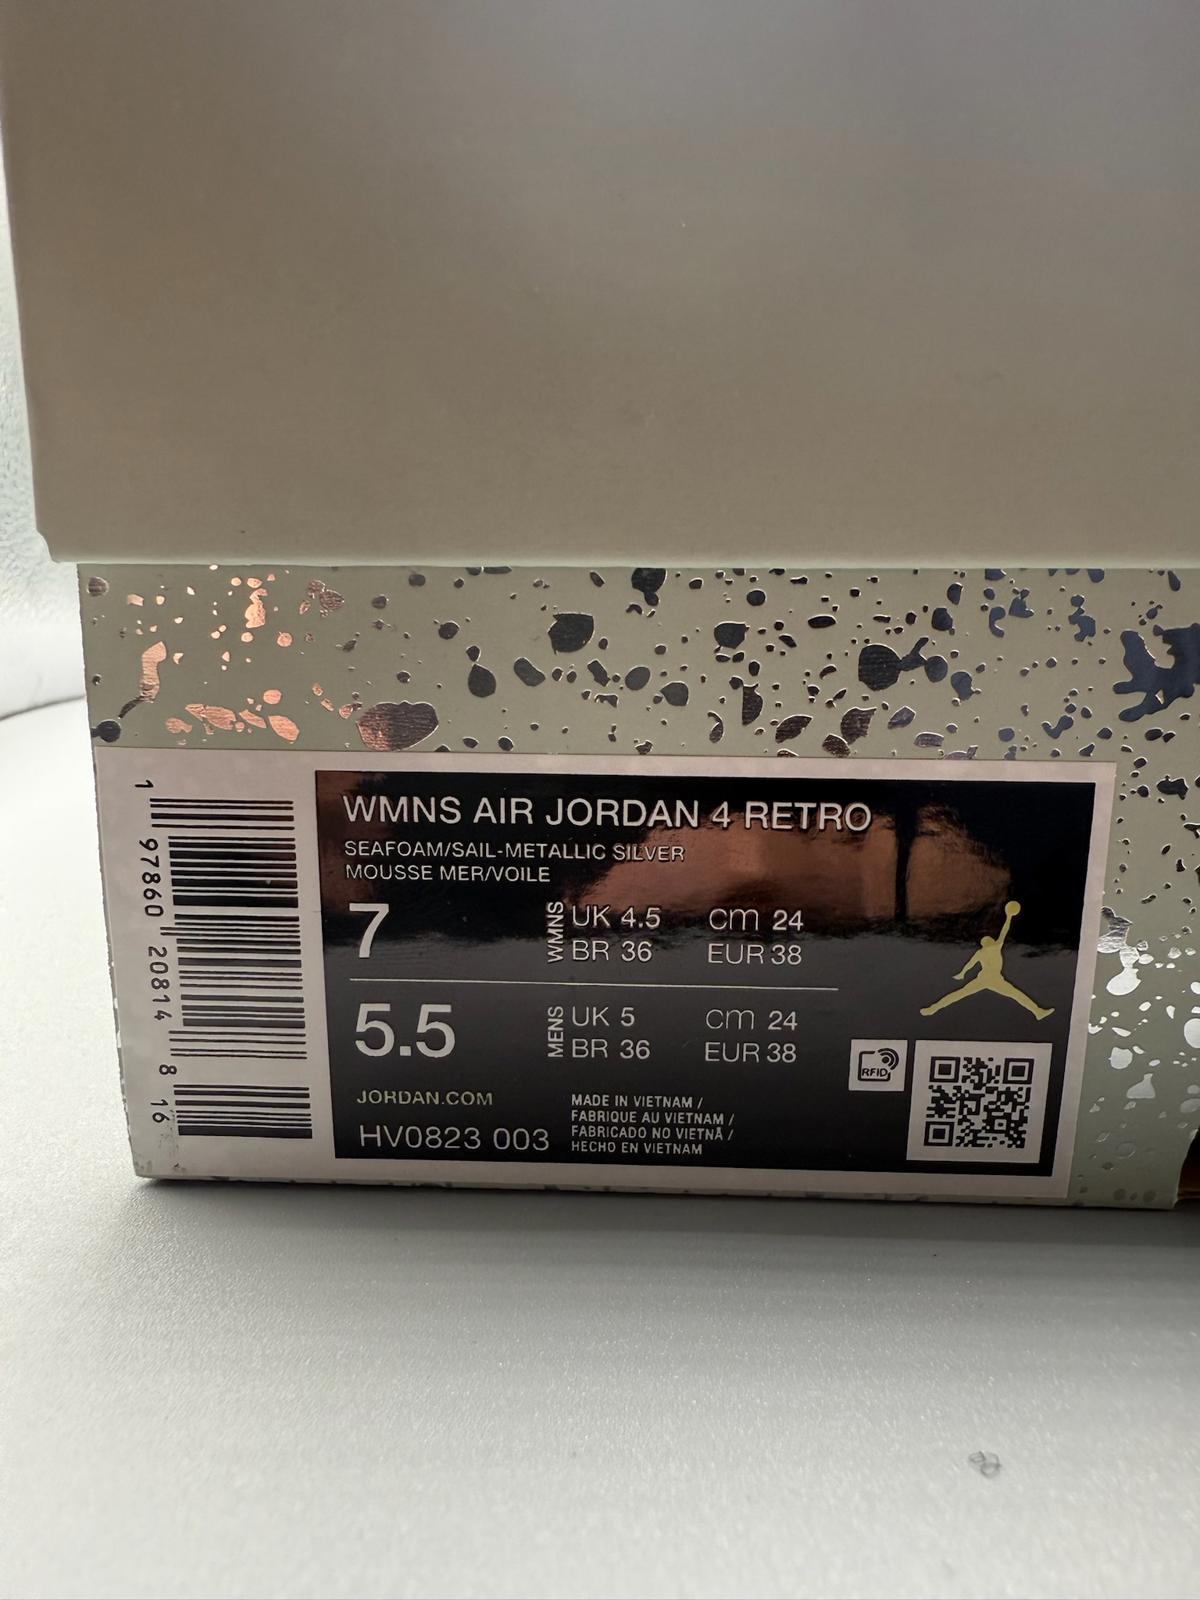 WMNS AIR JORDAN 4 RETRO
SEAFOAM/SAIL-METALLIC SILVER
MOUSSE MER/VOILE
7 WMNS UK 4.5 cm 24
BR 36 EUR 38
5.5 MENS UK 5 cm 24
BR 36 EUR 38
JORDAN.COM
HV0823 003
MADE IN VIETNAM /
FABRIQUE AU VIETNAM /
FABRICADO NO VIETNÃ /
HECHO EN VIETNAM
RFID
1 97860 20814 8 16